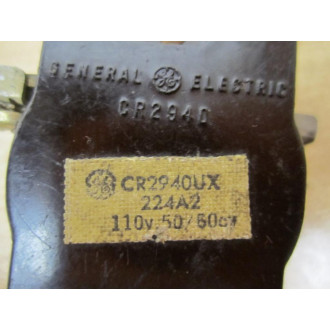 GENERAL ELECTRIC
CR2940
CR2940UX
224A2
110v.50/60cy